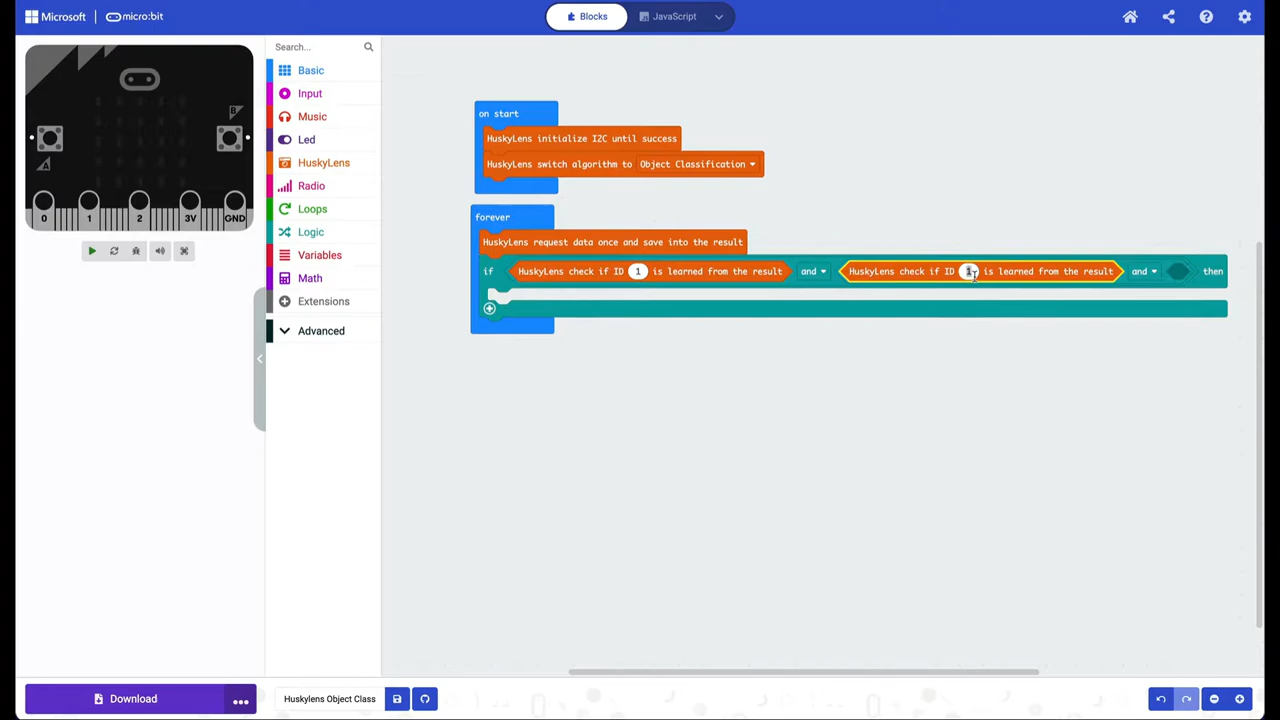 Microsoft micro:bit Blocks JavaScript
Search...
Basic
Input
Music
Led
HuskyLens
Radio
Loops
Logic
Variables
Math
Extensions
Advanced
B
A
0 1 2 3V GND
on start
HuskyLens initialize I2C until success
HuskyLens switch algorithm to Object Classification
forever
HuskyLens request data once and save into the result
if HuskyLens check if ID 1 is learned from the result and HuskyLens check if ID 1 is learned from the result and then
Download ... Huskylens Object Class